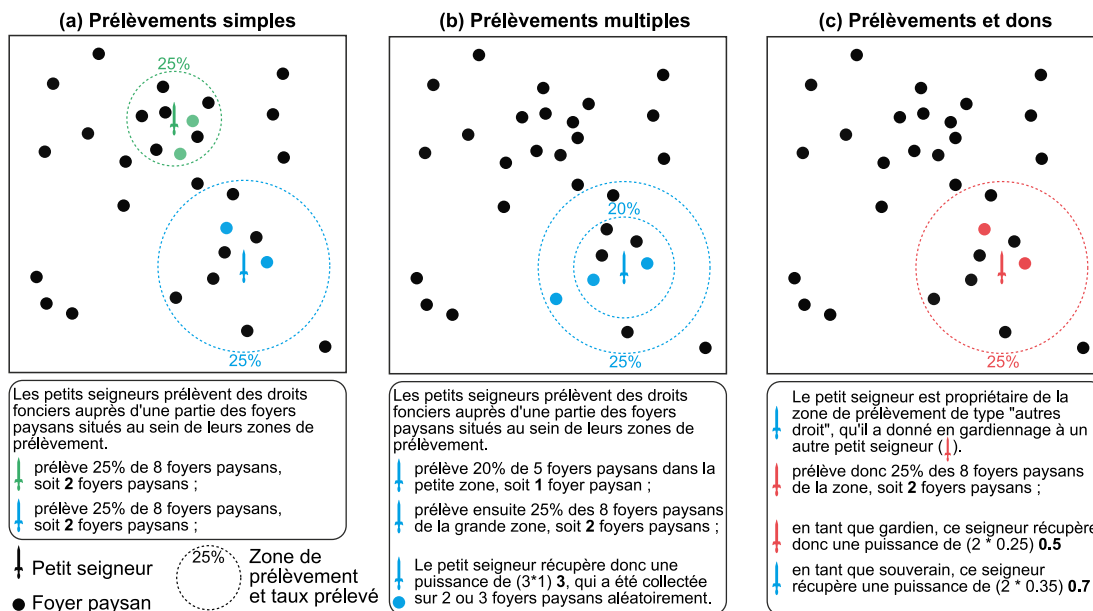 (a) Prélèvements simples
(b) Prélèvements multiples
(c) Prélèvements et dons
25%
25%
20%
25%
25%
Les petits seigneurs prélèvent des droits
fonciers auprès d'une partie des foyers
paysans situés au sein de leurs zones de
prélèvement.
prélève 25% de 8 foyers paysans,
soit 2 foyers paysans ;
prélève 25% de 8 foyers paysans,
soit 2 foyers paysans ;
Petit seigneur
Foyer paysan
25%
Zone de
prélèvement
et taux prélevé
Les petits seigneurs prélèvent des droits
fonciers auprès d'une partie des foyers
paysans situés au sein de leurs zones de
prélèvement.
prélève 20% de 5 foyers paysans dans la
petite zone, soit 1 foyer paysan ;
prélève ensuite 25% des 8 foyers paysans
de la grande zone, soit 2 foyers paysans ;
Le petit seigneur récupère donc une
puissance de (3*1) 3, qui a été collectée
sur 2 ou 3 foyers paysans aléatoirement.
Le petit seigneur est propriétaire de la
zone de prélèvement de type "autres
droit", qu'il a donné en gardiennage à un
autre petit seigneur ( ).
prélève donc 25% des 8 foyers paysans
de la zone, soit 2 foyers paysans ;
en tant que gardien, ce seigneur récupère
donc une puissance de (2 * 0.25) 0.5
en tant que souverain, ce seigneur
récupère une puissance de (2 * 0.35) 0.7